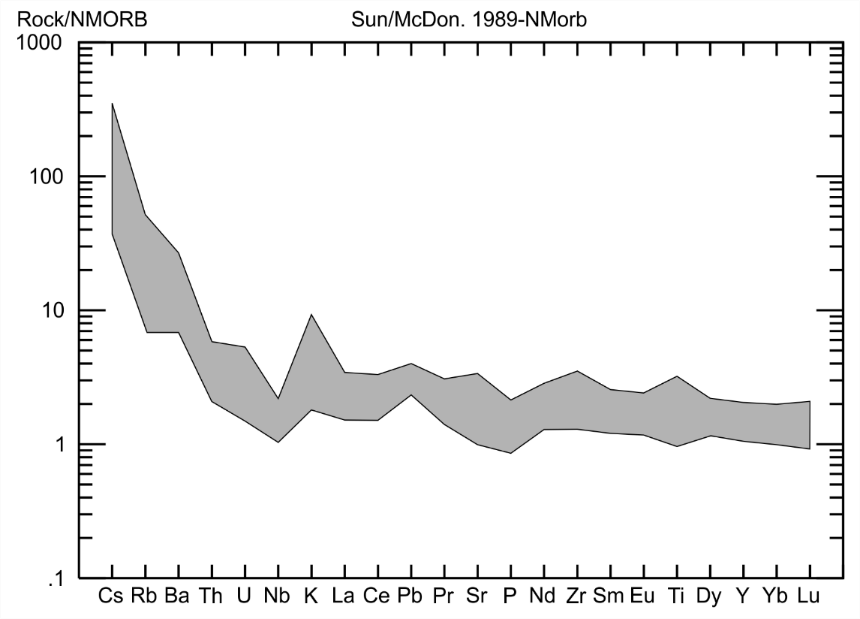 Rock/NMORB Sun/McDon. 1989-NMorb
1000
100
10
1
.1
Cs Rb Ba Th U Nb K La Ce Pb Pr Sr P Nd Zr Sm Eu Ti Dy Y Yb Lu